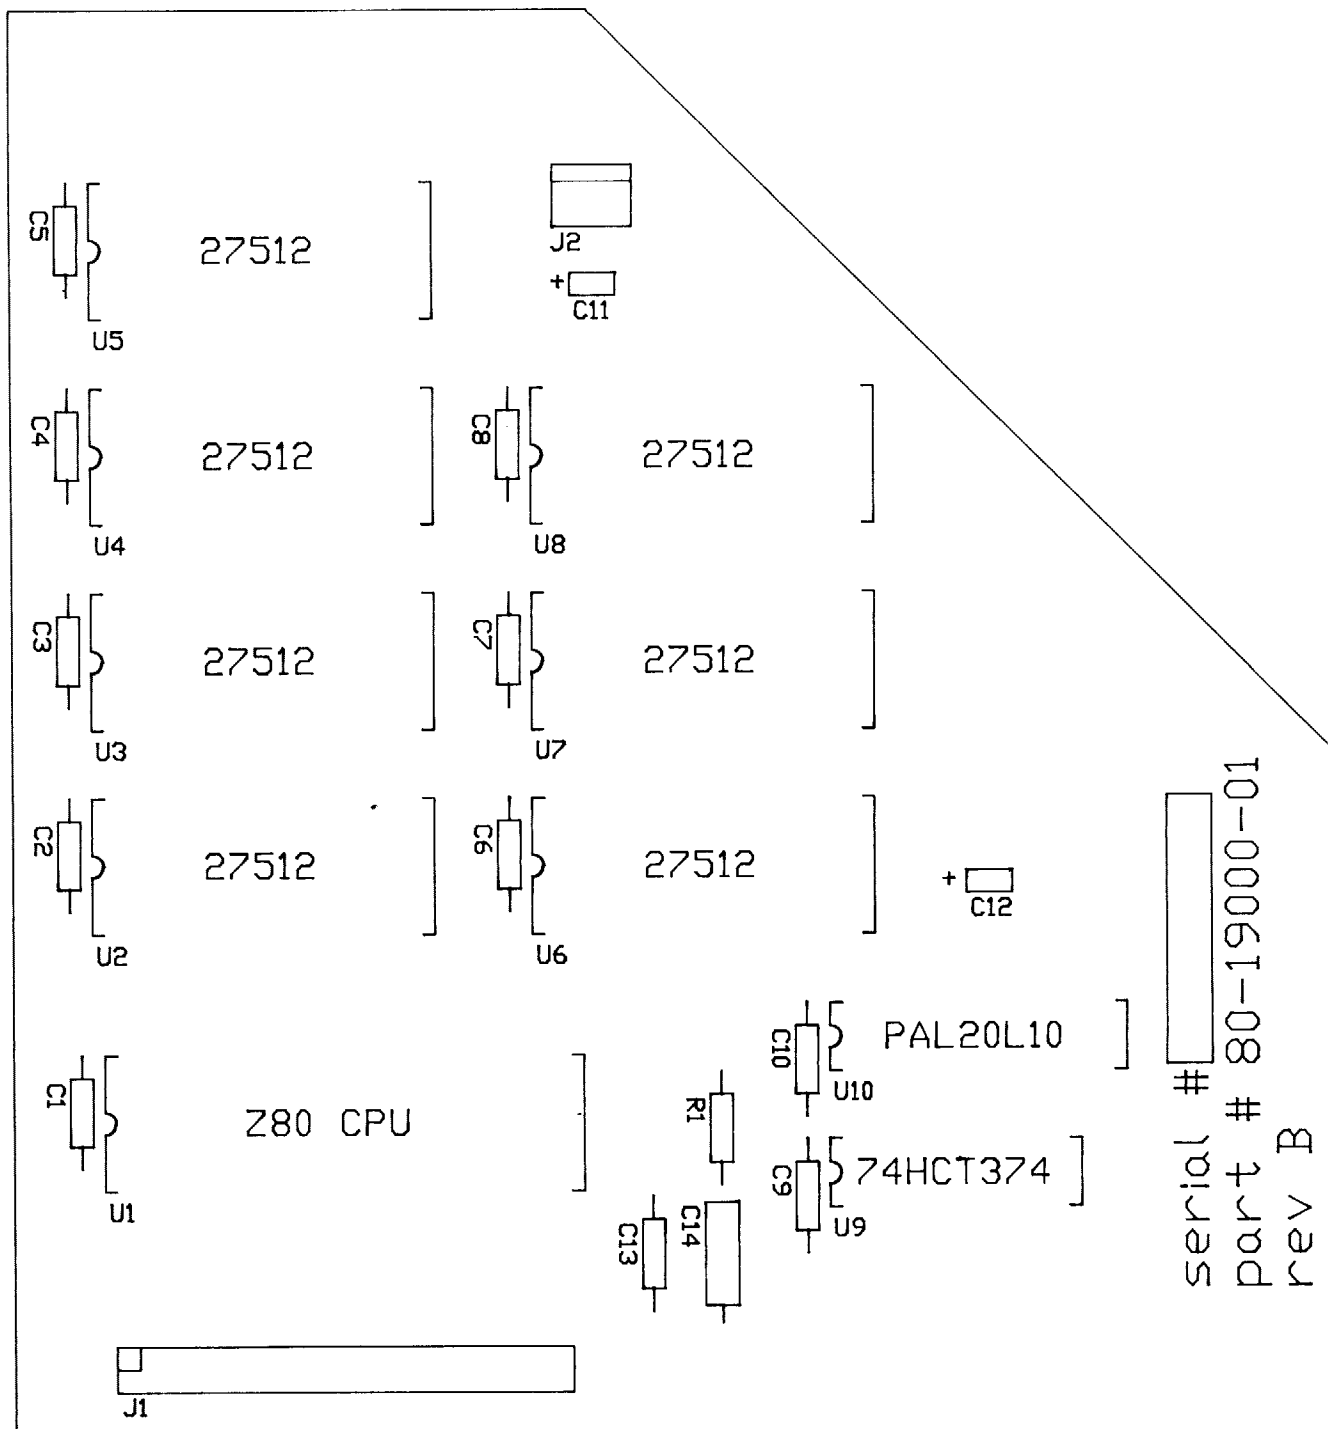 J2
+
C11
C5
27512
U5
C4
27512
U4
C8
27512
U8
C3
27512
U3
C7
27512
U7
C2
27512
U2
C6
27512
U6
+
C12
C10
PAL20L10
U10
C1
Z80 CPU
U1
R1
C9
74HCT374
U9
C13
C14
J1
serial #
part # 80-19000-01
rev B